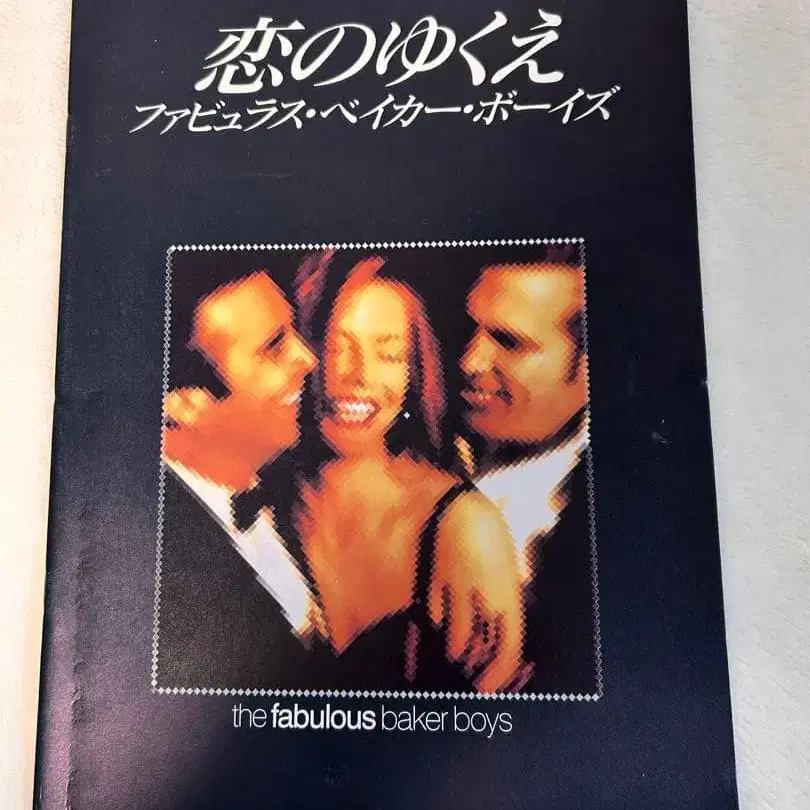 恋のゆくえ
ファビュラス・ベイカー・ボーイズ
the fabulous baker boys